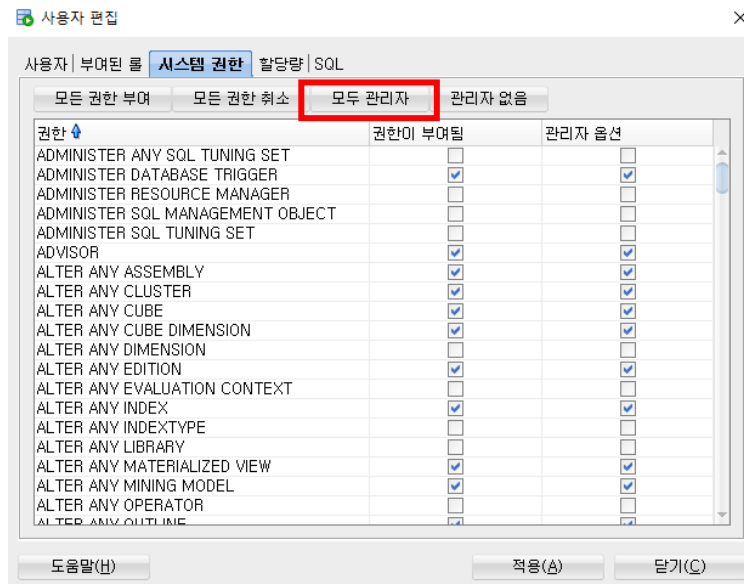 사용자 편집
사용자 부여된 롤 시스템 권한 할당량 SQL
모든 권한 부여 모든 권한 취소 모두 관리자 관리자 없음
권한 권한이 부여됨 관리자 옵션
ADMINISTER ANY SQL TUNING SET
ADMINISTER DATABASE TRIGGER
ADMINISTER RESOURCE MANAGER
ADMINISTER SQL MANAGEMENT OBJECT
ADMINISTER SQL TUNING SET
ADVISOR
ALTER ANY ASSEMBLY
ALTER ANY CLUSTER
ALTER ANY CUBE
ALTER ANY CUBE DIMENSION
ALTER ANY DIMENSION
ALTER ANY EDITION
ALTER ANY EVALUATION CONTEXT
ALTER ANY INDEX
ALTER ANY INDEXTYPE
ALTER ANY LIBRARY
ALTER ANY MATERIALIZED VIEW
ALTER ANY MINING MODEL
ALTER ANY OPERATOR
ALTER ANY OUTLINE
도움말(H) 적용(A) 닫기(C)